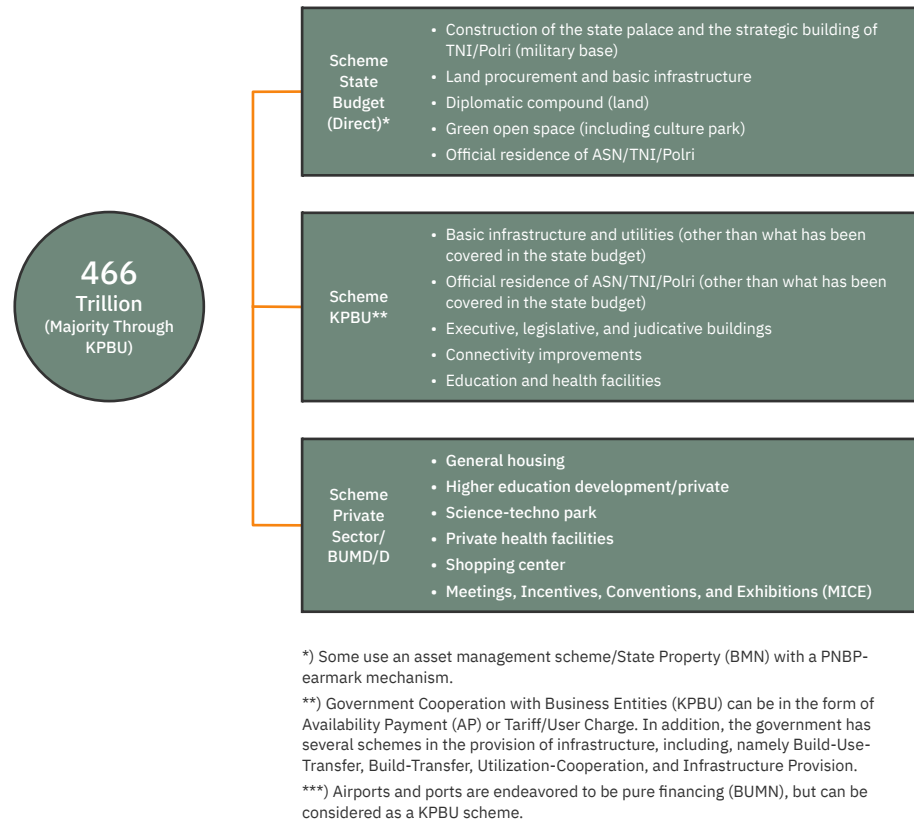 466
Trillion
(Majority Through
KPBU)
Scheme
State
Budget
(Direct)*
• Construction of the state palace and the strategic building of
TNI/Polri (military base)
• Land procurement and basic infrastructure
• Diplomatic compound (land)
• Green open space (including culture park)
• Official residence of ASN/TNI/Polri
Scheme
KPBU**
• Basic infrastructure and utilities (other than what has been
covered in the state budget)
• Official residence of ASN/TNI/Polri (other than what has been
covered in the state budget)
• Executive, legislative, and judicative buildings
• Connectivity improvements
• Education and health facilities
Scheme
Private
Sector/
BUMD/D
• General housing
• Higher education development/private
• Science-techno park
• Private health facilities
• Shopping center
• Meetings, Incentives, Conventions, and Exhibitions (MICE)
*) Some use an asset management scheme/State Property (BMN) with a PNBP-
earmark mechanism.
**) Government Cooperation with Business Entities (KPBU) can be in the form of
Availability Payment (AP) or Tariff/User Charge. In addition, the government has
several schemes in the provision of infrastructure, including, namely Build-Use-
Transfer, Build-Transfer, Utilization-Cooperation, and Infrastructure Provision.
***) Airports and ports are endeavored to be pure financing (BUMN), but can be
considered as a KPBU scheme.